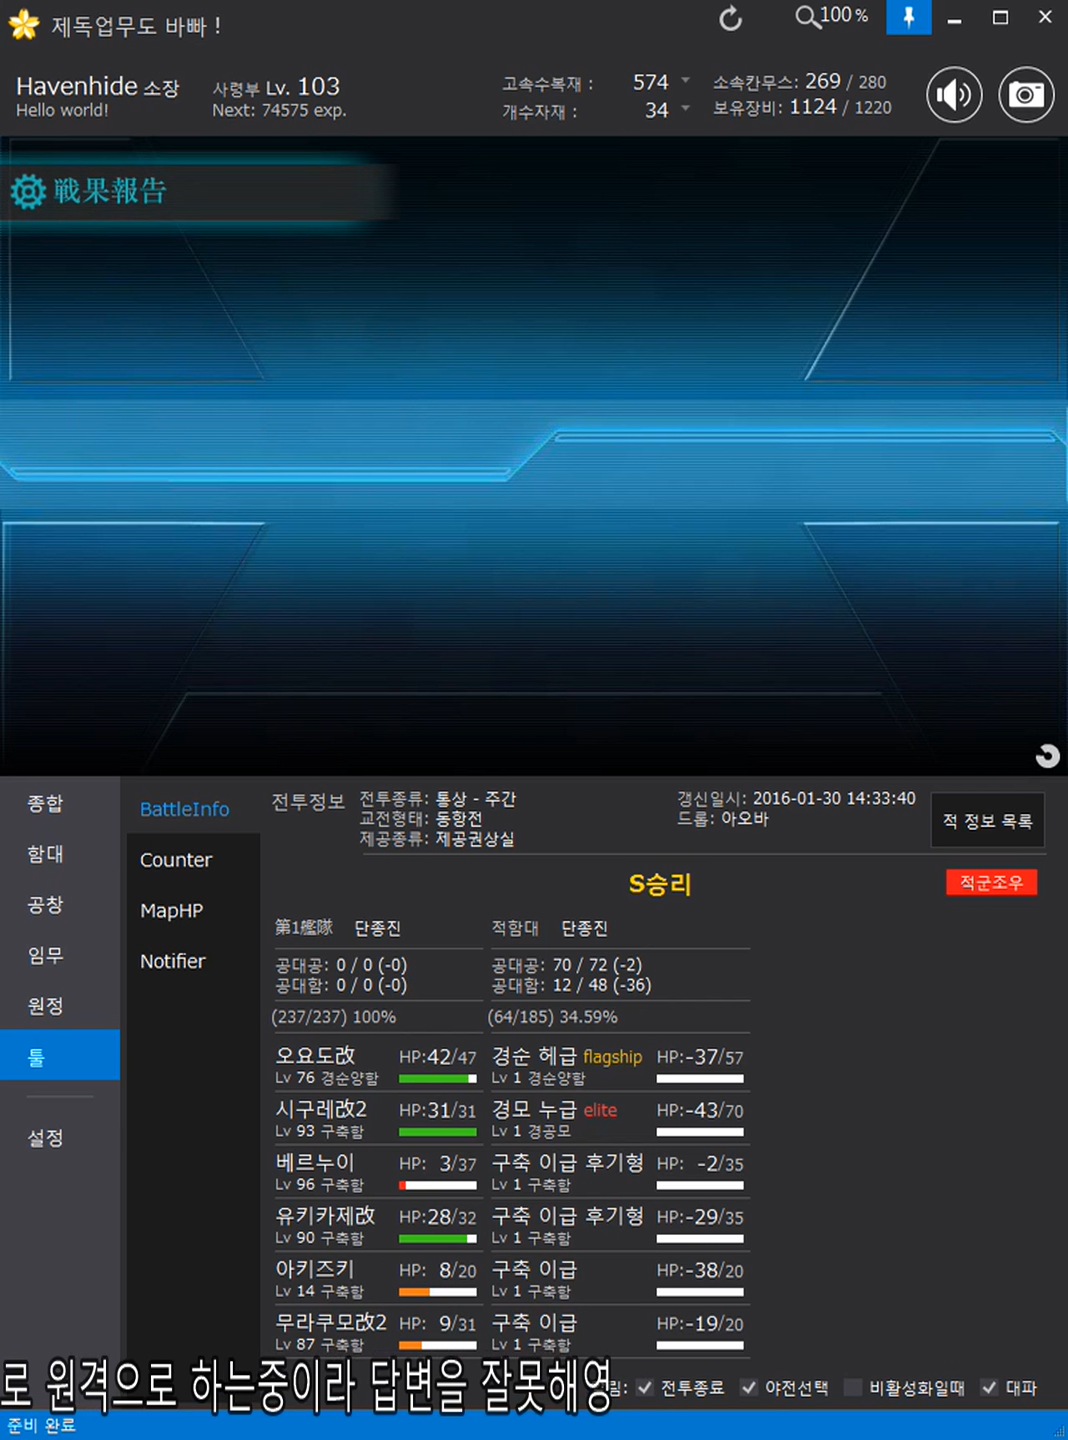 제독업무도 바빠 !
100 %
Havenhide 소장
Hello world!
사령부 Lv. 103
Next: 74575 exp.
고속수복재 : 574
개수자재 : 34
소속칸무스: 269 / 280
보유장비: 1124 / 1220
戦果報告
종합
함대
공창
임무
원정
툴
설정
BattleInfo
Counter
MapHP
Notifier
전투정보
전투종류: 통상 - 주간
교전형태: 동항전
제공종류: 제공권상실
갱신일시: 2016-01-30 14:33:40
드롭: 아오바
적 정보 목록
S승리
적군조우
第1艦隊 단종진
공대공: 0 / 0 (-0)
공대함: 0 / 0 (-0)
(237/237) 100%
오요도改 HP:42/47
Lv 76 경순양함
시구레改2 HP:31/31
Lv 93 구축함
베르누이 HP: 3/37
Lv 96 구축함
유키카제改 HP:28/32
Lv 90 구축함
아키즈키 HP: 8/20
Lv 14 구축함
무라쿠모改2 HP: 9/31
Lv 87 구축함
적함대 단종진
공대공: 70 / 72 (-2)
공대함: 12 / 48 (-36)
(64/185) 34.59%
경순 헤급 flagship HP:-37/57
Lv 1 경순양함
경모 누급 elite HP:-43/70
Lv 1 경공모
구축 이급 후기형 HP: -2/35
Lv 1 구축함
구축 이급 후기형 HP:-29/35
Lv 1 구축함
구축 이급 HP:-38/20
Lv 1 구축함
구축 이급 HP:-19/20
Lv 1 구축함
로 원격으로 하는중이라 답변을 잘못해영
전투종료 야전선택 비활성화일때 대파
준비 완료